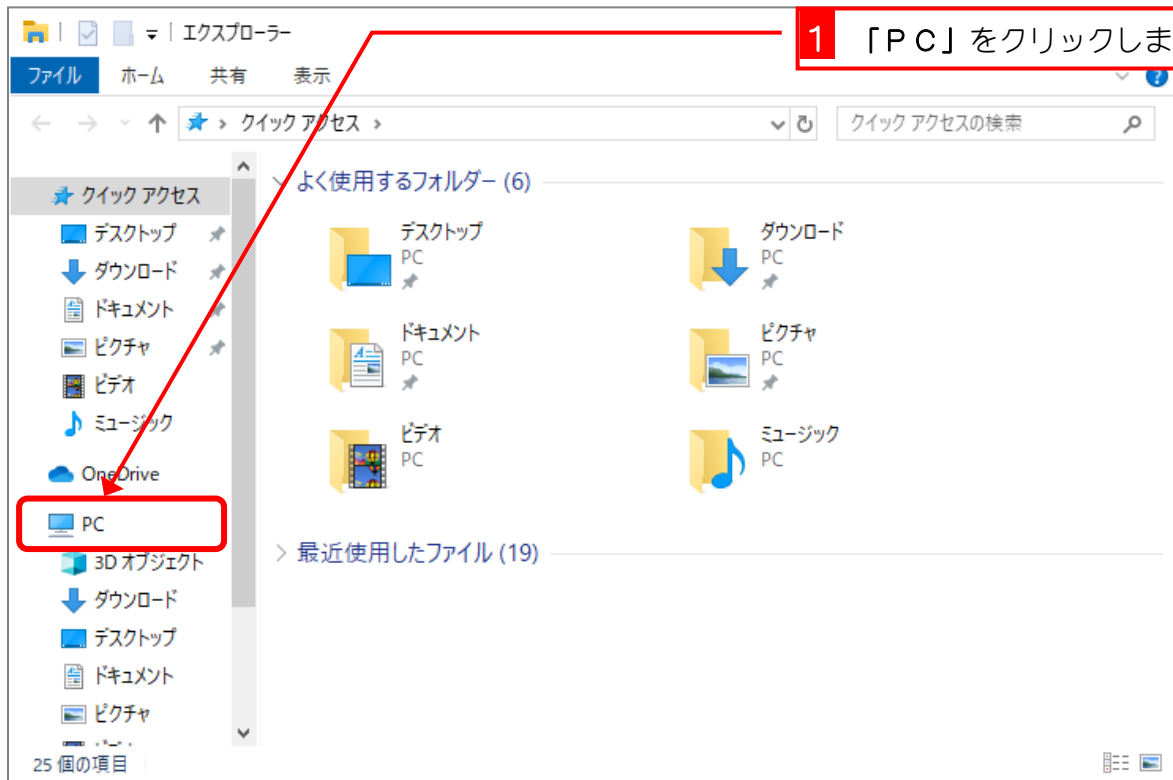 エクスプローラー
1 「ＰＣ」をクリックしま
ファイル ホーム 共有 表示
クイック アクセス
クイック アクセスの検索
クイック アクセス
デスクトップ
ダウンロード
ドキュメント
ピクチャ
ビデオ
ミュージック
OneDrive
PC
3D オブジェクト
ダウンロード
デスクトップ
ドキュメント
ピクチャ
よく使用するフォルダー (6)
デスクトップ
PC
ダウンロード
PC
ドキュメント
PC
ピクチャ
PC
ビデオ
PC
ミュージック
PC
最近使用したファイル (19)
25 個の項目